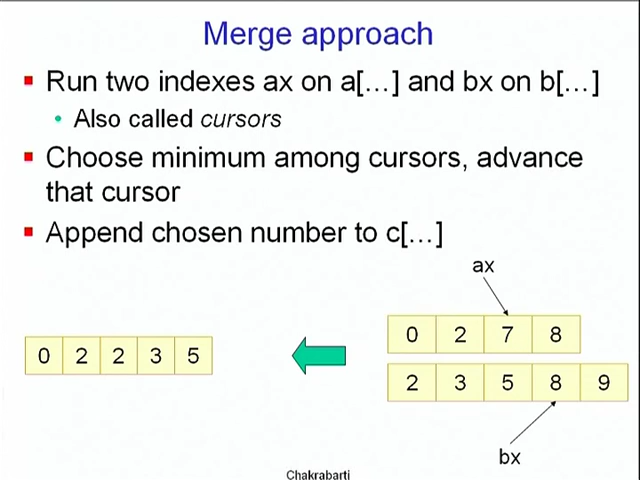 Merge approach
Run two indexes ax on a[…] and bx on b[…]
Also called cursors
Choose minimum among cursors, advance
that cursor
Append chosen number to c[…]
ax
0 2 7 8
0 2 2 3 5
2 3 5 8 9
bx
Chakrabarti